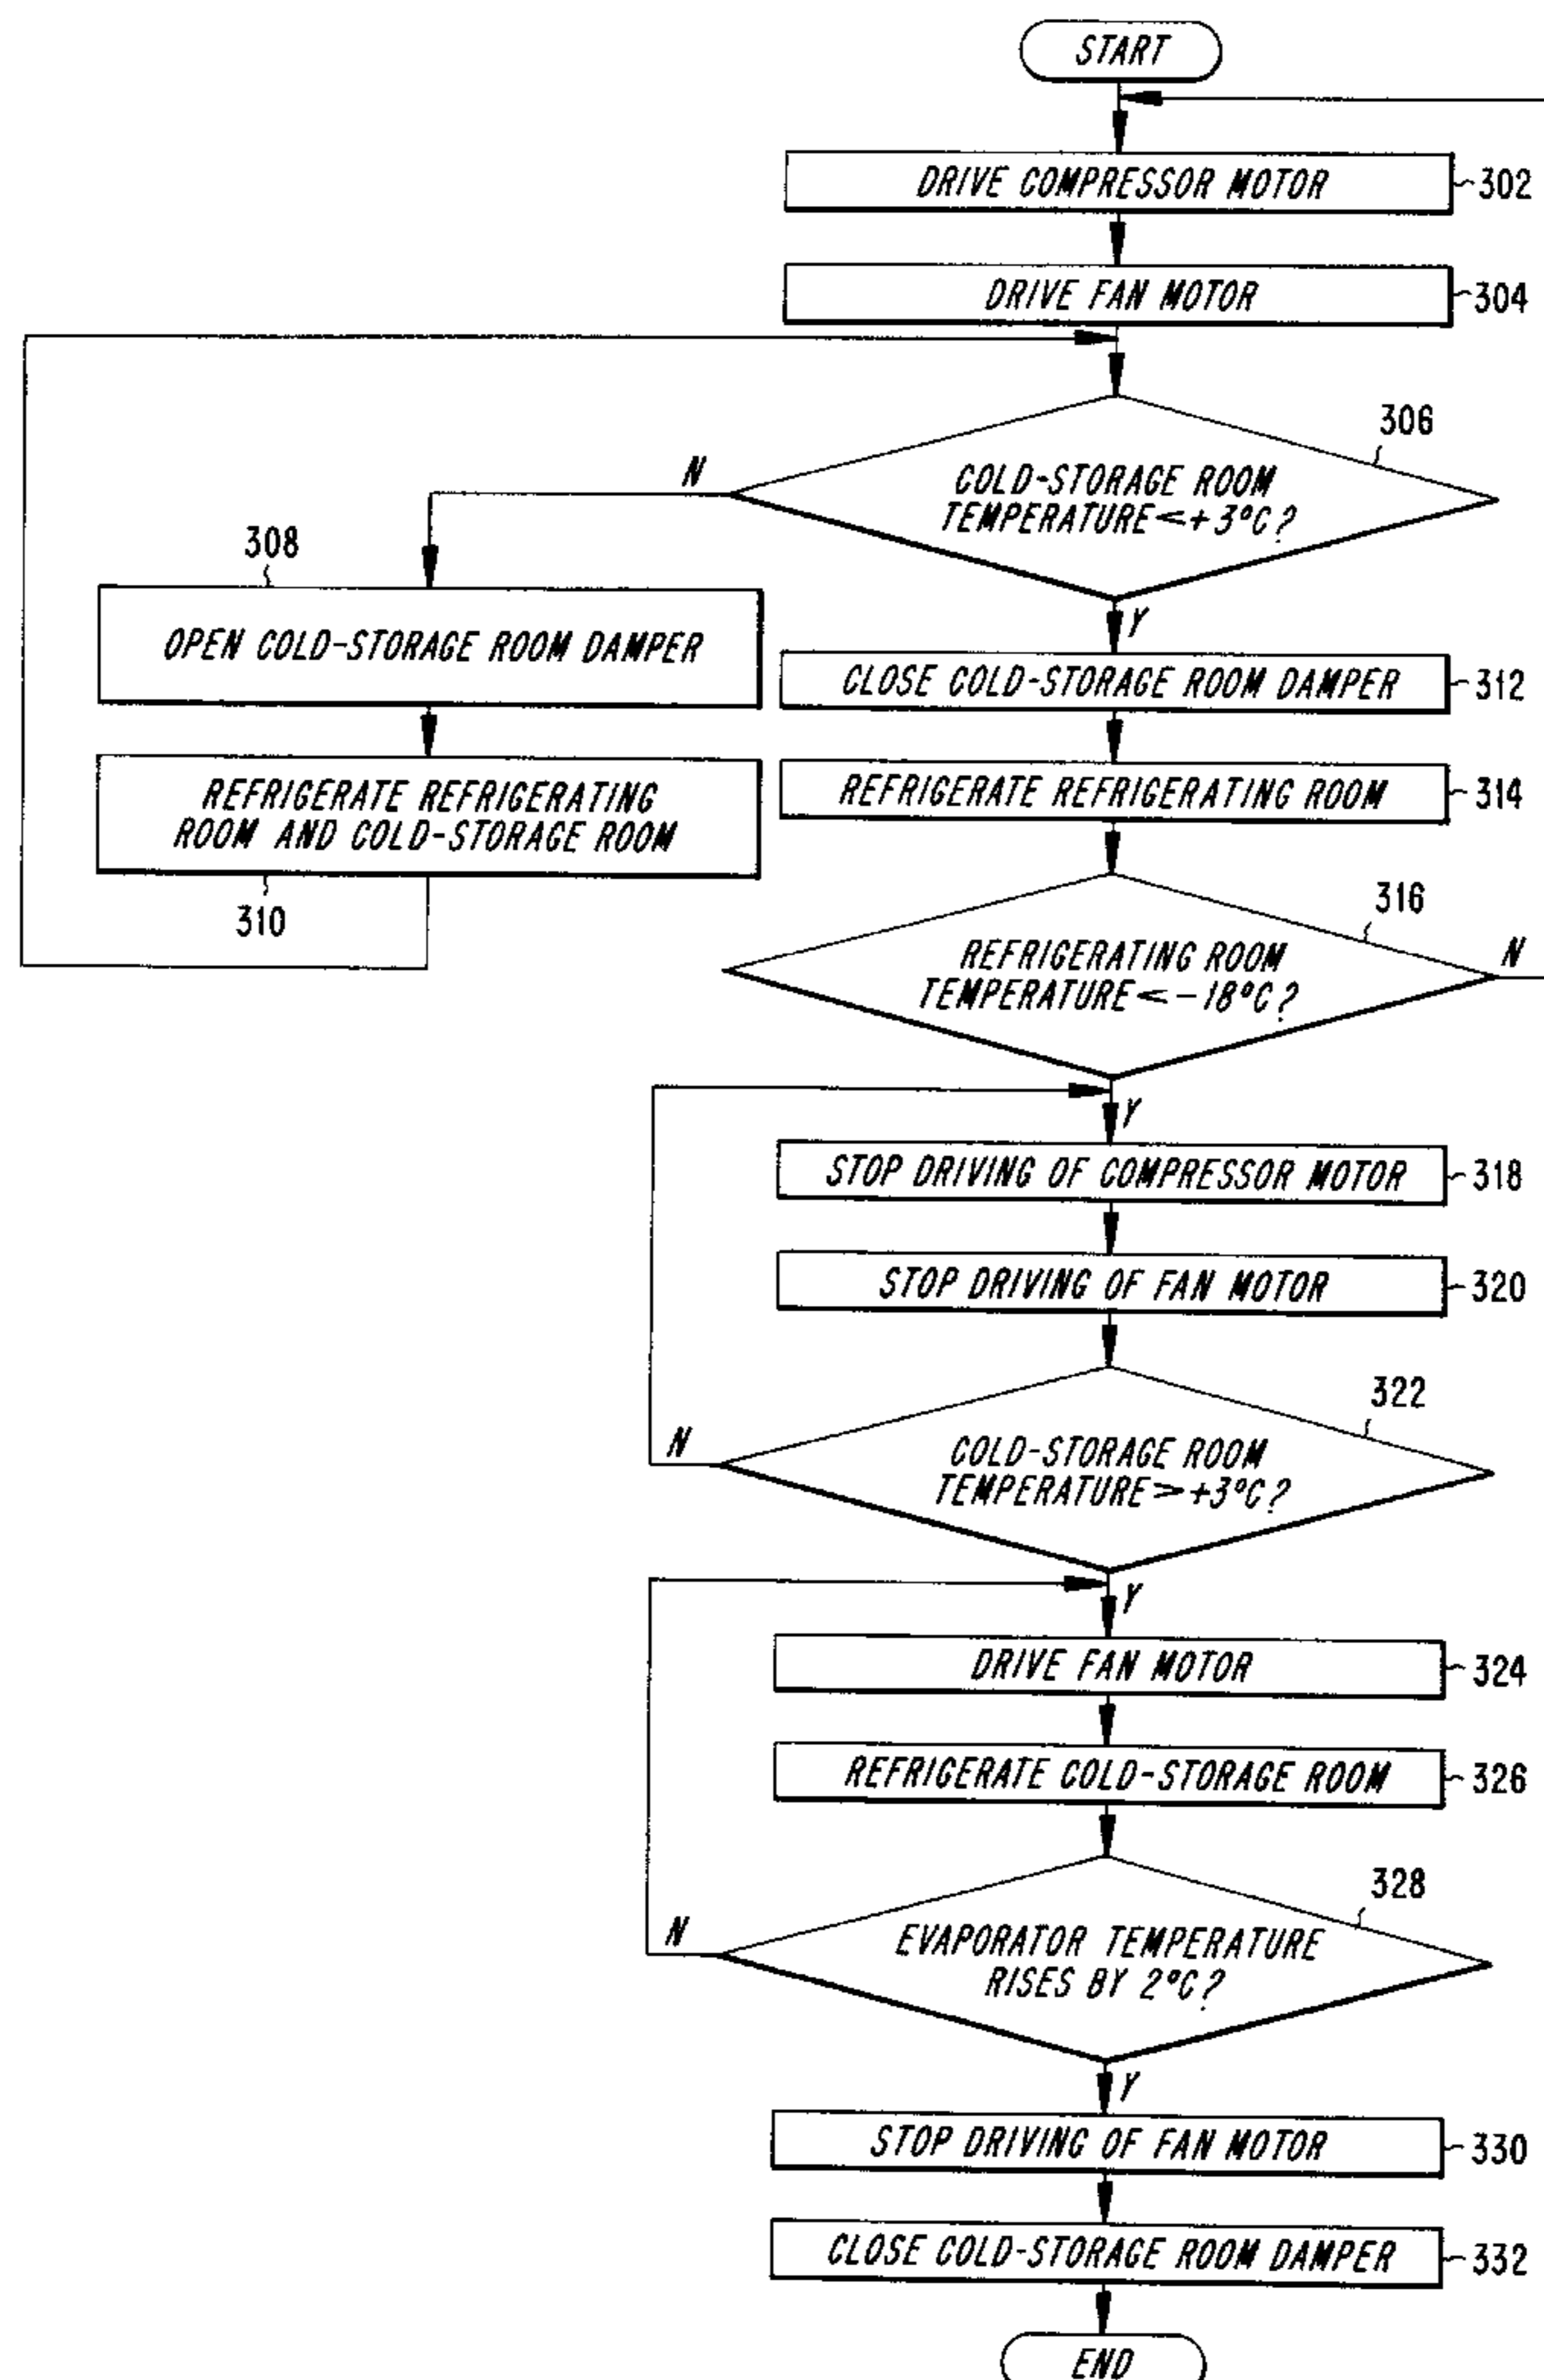 START
DRIVE COMPRESSOR MOTOR
302
DRIVE FAN MOTOR
304
306
COLD-STORAGE ROOM
TEMPERATURE<+3°C?
N
Y
308
OPEN COLD-STORAGE ROOM DAMPER
CLOSE COLD-STORAGE ROOM DAMPER
312
REFRIGERATE REFRIGERATING
ROOM AND COLD-STORAGE ROOM
310
REFRIGERATE REFRIGERATING ROOM
314
316
REFRIGERATING ROOM
TEMPERATURE<-18°C?
N
Y
STOP DRIVING OF COMPRESSOR MOTOR
318
STOP DRIVING OF FAN MOTOR
320
322
COLD-STORAGE ROOM
TEMPERATURE>+3°C?
N
Y
DRIVE FAN MOTOR
324
REFRIGERATE COLD-STORAGE ROOM
326
328
EVAPORATOR TEMPERATURE
RISES BY 2°C?
N
Y
STOP DRIVING OF FAN MOTOR
330
CLOSE COLD-STORAGE ROOM DAMPER
332
END